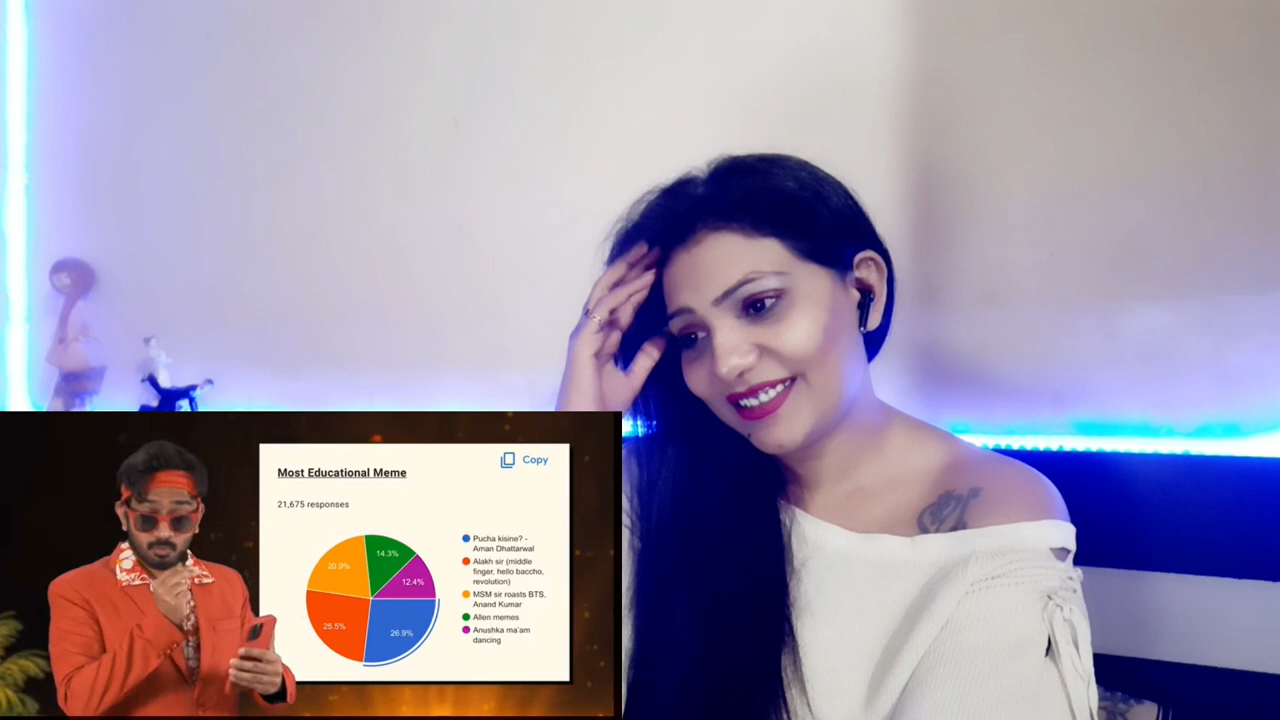 Copy
Most Educational Meme
21,675 responses
14.3%
20.9%
12.4%
25.5%
26.9%
Pucha kisine? -
Aman Dhattarwal
Alakh sir (middle
finger, hello baccho,
revolution)
MSM sir roasts BTS,
Anand Kumar
Allen memes
Anushka ma'am
dancing